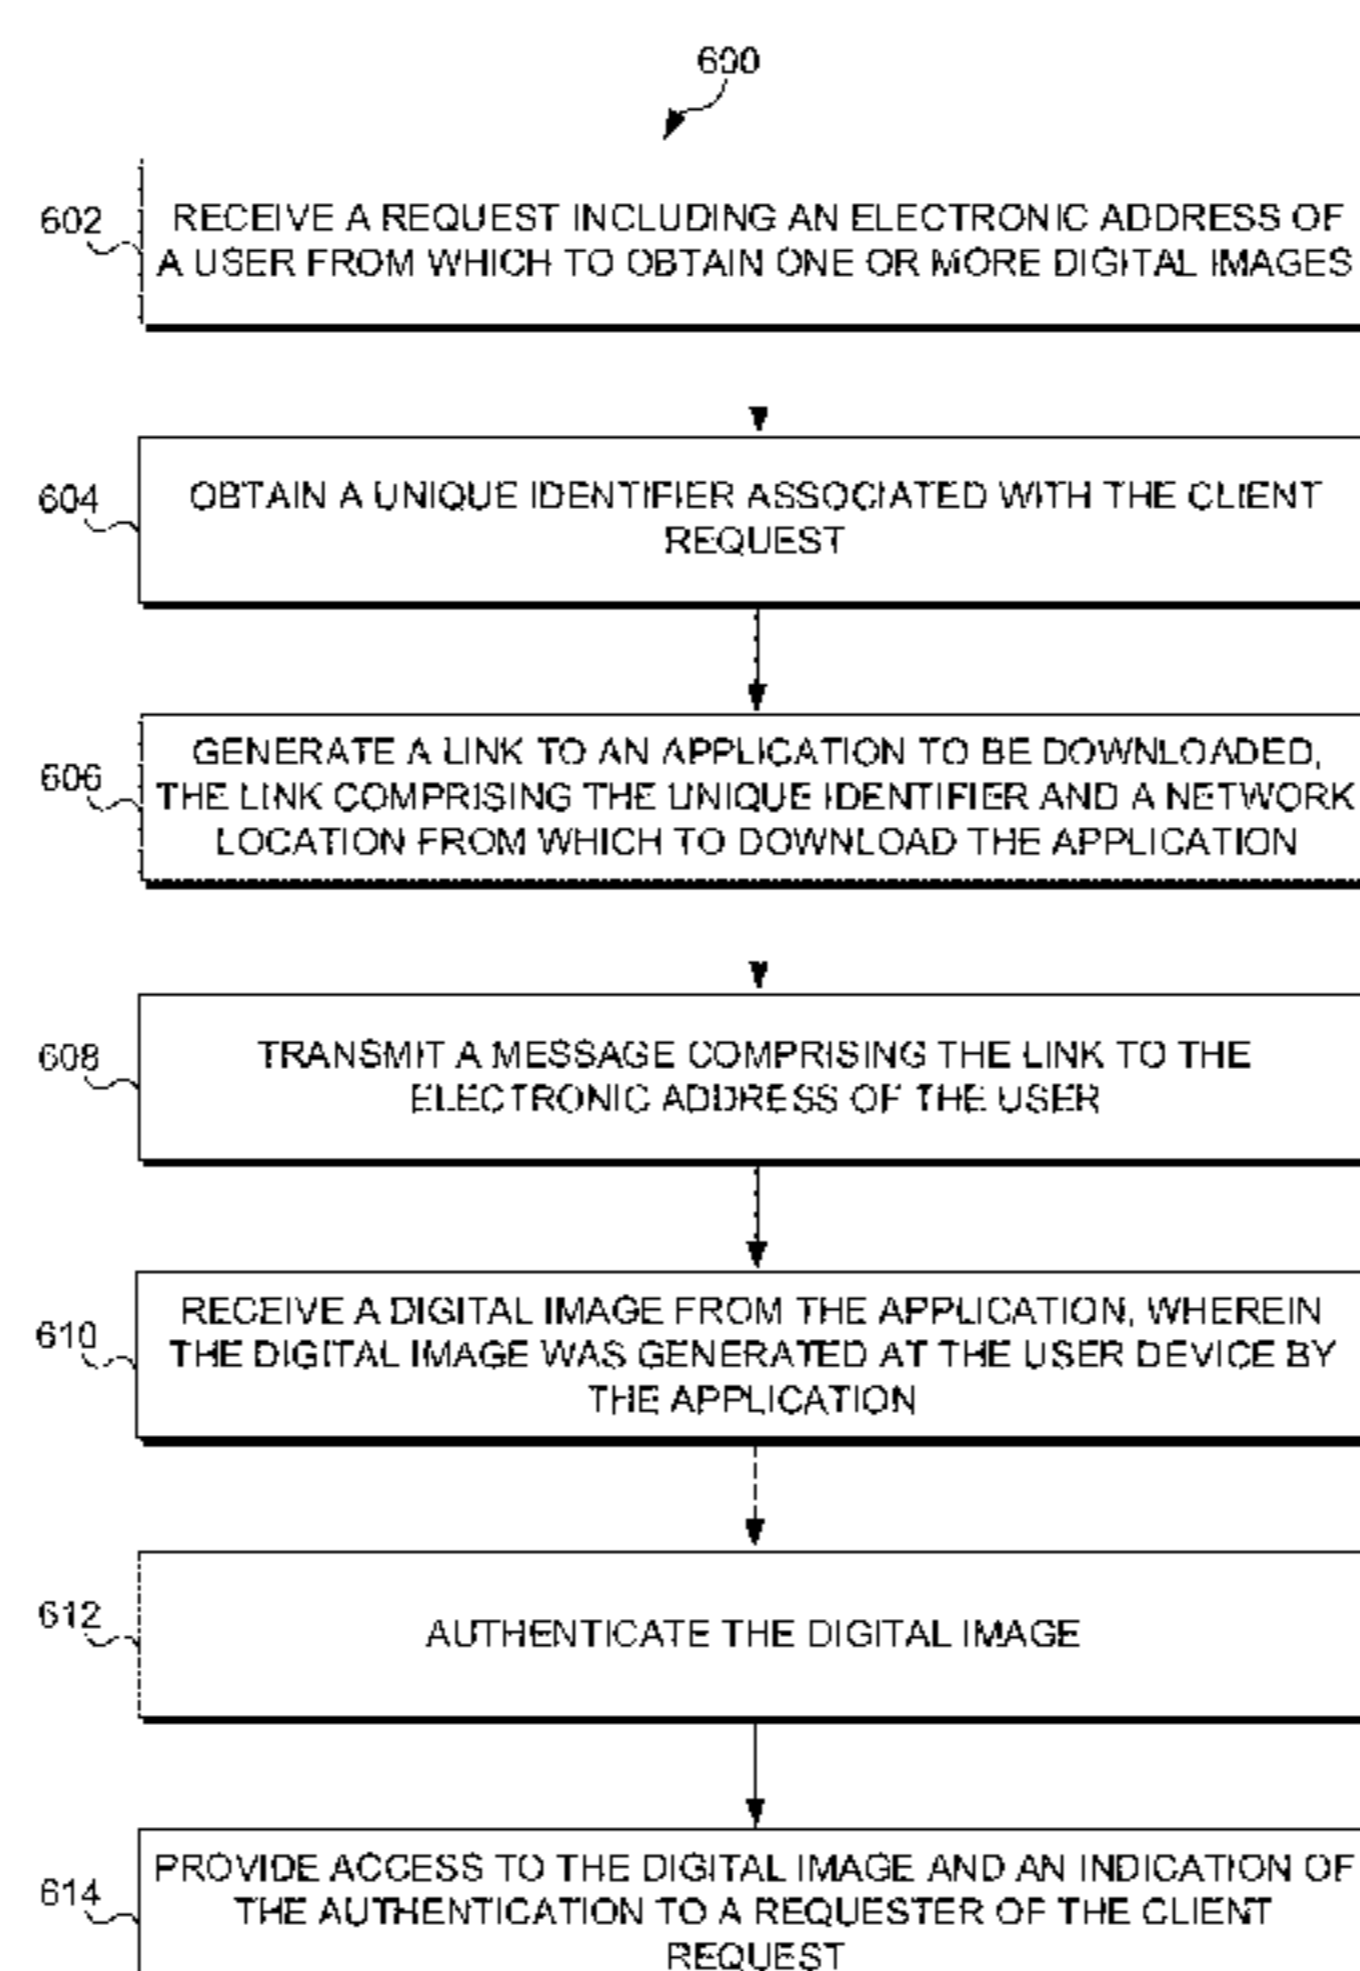 600
602
RECEIVE A REQUEST INCLUDING AN ELECTRONIC ADDRESS OF
A USER FROM WHICH TO OBTAIN ONE OR MORE DIGITAL IMAGES
604
OBTAIN A UNIQUE IDENTIFIER ASSOCIATED WITH THE CLIENT
REQUEST
606
GENERATE A LINK TO AN APPLICATION TO BE DOWNLOADED,
THE LINK COMPRISING THE UNIQUE IDENTIFIER AND A NETWORK
LOCATION FROM WHICH TO DOWNLOAD THE APPLICATION
608
TRANSMIT A MESSAGE COMPRISING THE LINK TO THE
ELECTRONIC ADDRESS OF THE USER
610
RECEIVE A DIGITAL IMAGE FROM THE APPLICATION, WHEREIN
THE DIGITAL IMAGE WAS GENERATED AT THE USER DEVICE BY
THE APPLICATION
612
AUTHENTICATE THE DIGITAL IMAGE
614
PROVIDE ACCESS TO THE DIGITAL IMAGE AND AN INDICATION OF
THE AUTHENTICATION TO A REQUESTER OF THE CLIENT
REQUEST